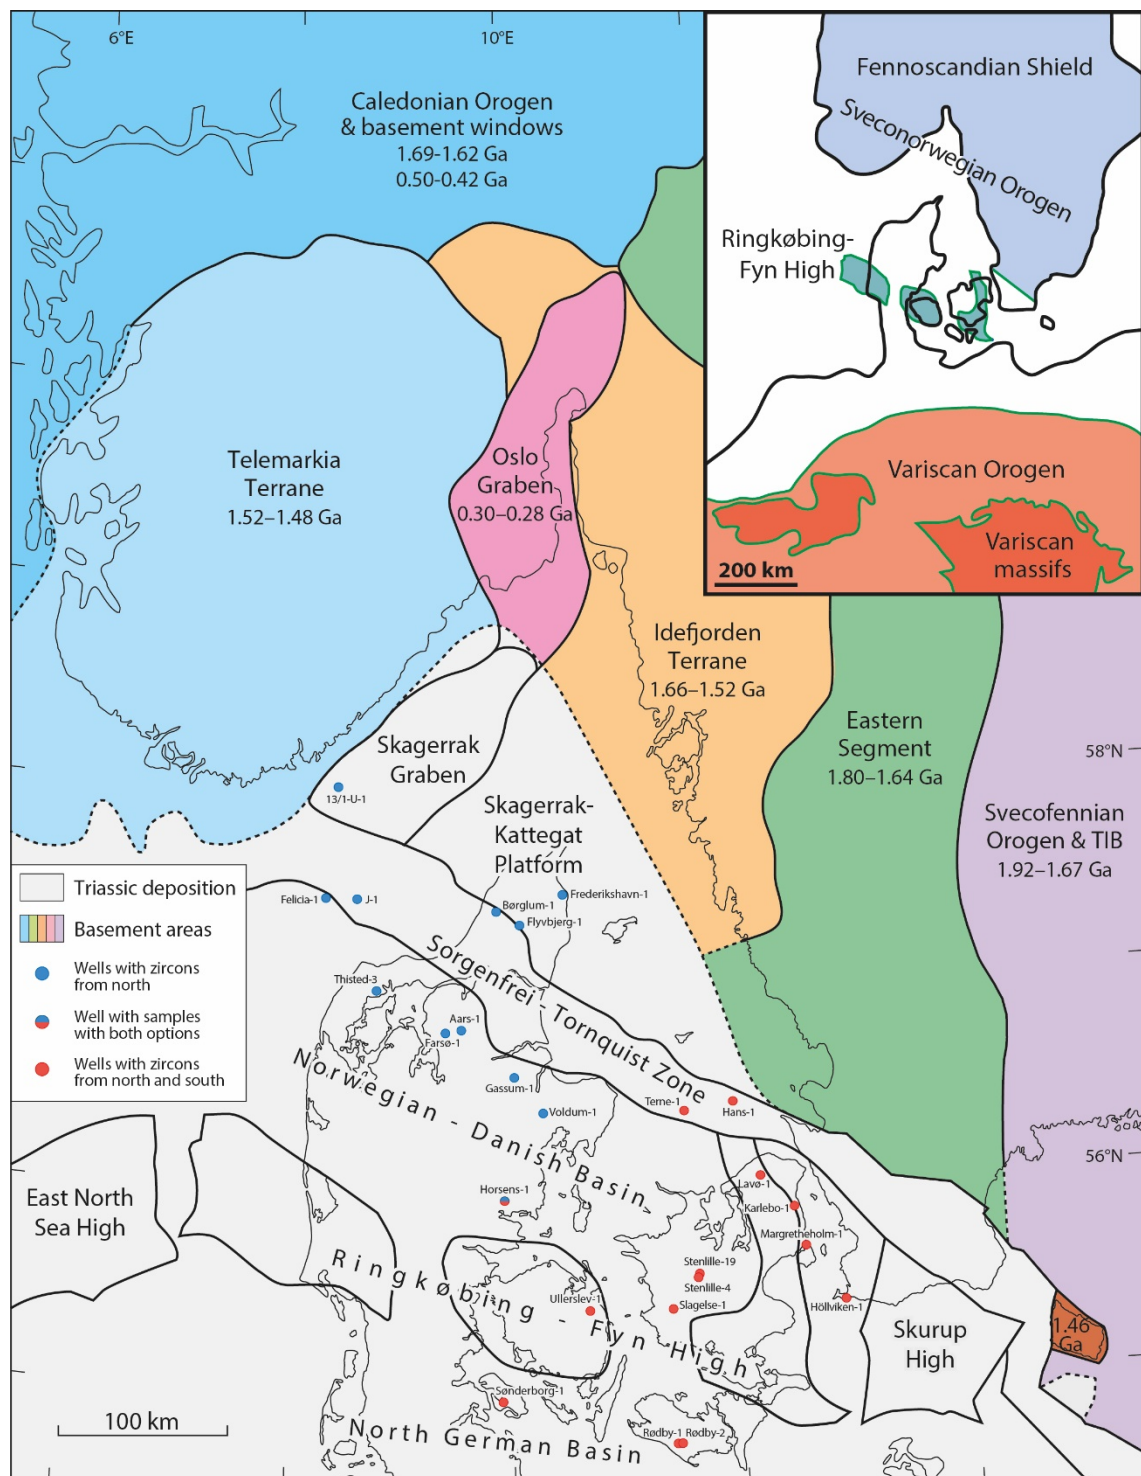 6°E
10°E
Caledonian Orogen
& basement windows
1.69-1.62 Ga
0.50-0.42 Ga
Fennoscandian Shield
Sveconorwegian Orogen
Ringkøbing-
Fyn High
Variscan Orogen
Variscan
massifs
200 km
Telemarkia
Terrane
1.52–1.48 Ga
Oslo
Graben
0.30–0.28 Ga
Idefjorden
Terrane
1.66–1.52 Ga
Eastern
Segment
1.80–1.64 Ga
58°N
Svecofennian
Orogen & TIB
1.92–1.67 Ga
Skagerrak
Graben
13/1-U-1
Skagerrak-
Kattegat
Platform
Triassic deposition
Basement areas
Wells with zircons
from north
Well with samples
with both options
Wells with zircons
from north and south
Felicia-1
J-1
Frederikshavn-1
Børglum-1
Flyvbjerg-1
Sorgenfrei - Tornquist Zone
Thisted-3
Aars-1
Farsø-1
Gassum-1
Voldum-1
Terne-1
Hans-1
Norwegian - Danish Basin
56°N
East North
Sea High
Horsens-1
Lavø-1
Karlebo-1
Margretheholm-1
Stenlille-19
Stenlille-4
Slagelse-1
Höllviken-1
Ringkøbing - Fyn High
Ullerslev-1
Skurup
High
1.46
Ga
Sønderborg-1
Rødby-1 Rødby-2
North German Basin
100 km